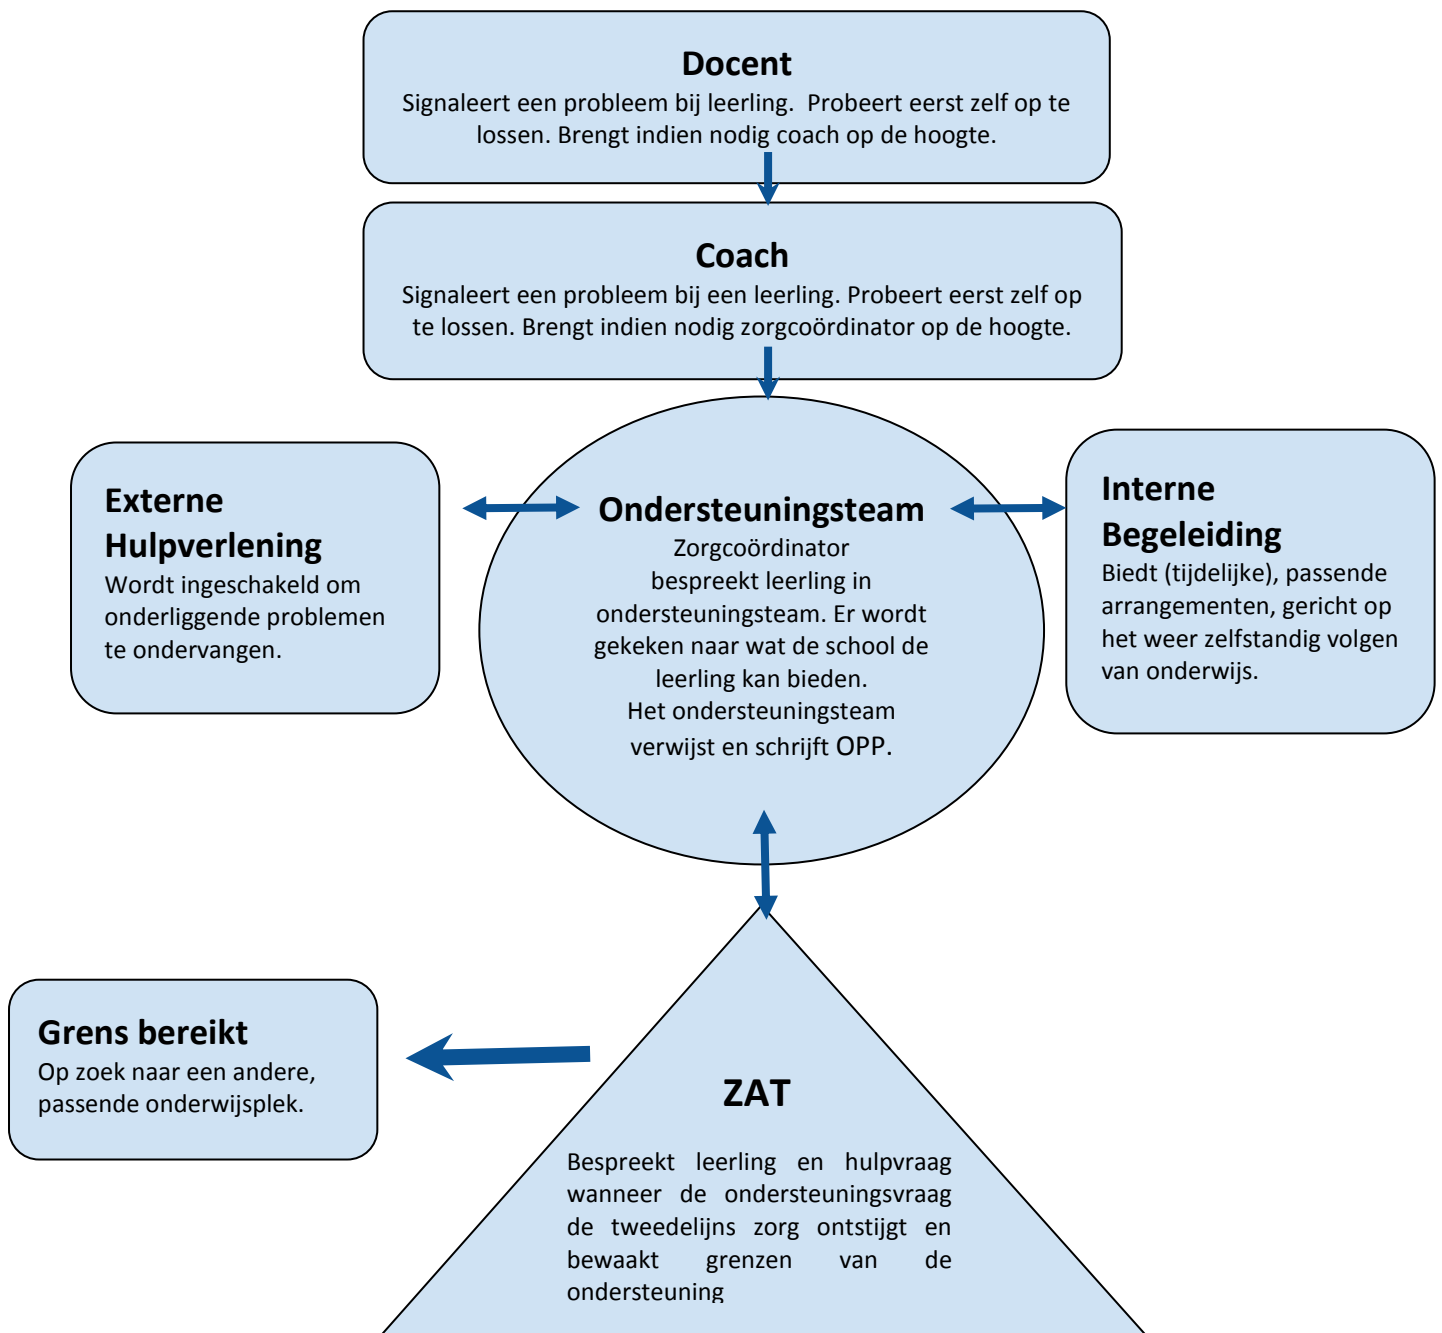 Docent
Signaleert een probleem bij leerling.  Probeert eerst zelf op te
lossen. Brengt indien nodig coach op de hoogte.
Coach
Signaleert een probleem bij een leerling. Probeert eerst zelf op
te lossen. Brengt indien nodig zorgcoördinator op de hoogte.
Externe
Hulpverlening
Wordt ingeschakeld om
onderliggende problemen
te ondervangen.
Ondersteuningsteam
Zorgcoördinator
bespreekt leerling in
ondersteuningsteam. Er wordt
gekeken naar wat de school de
leerling kan bieden.
Het ondersteuningsteam
verwijst en schrijft OPP.
Interne
Begeleiding
Biedt (tijdelijke), passende
arrangementen, gericht op
het weer zelfstandig volgen
van onderwijs.
Grens bereikt
Op zoek naar een andere,
passende onderwijsplek.
ZAT
Bespreekt leerling en hulpvraag
wanneer de ondersteuningsvraag
de tweedelijns zorg ontstijgt en
bewaakt grenzen van de
ondersteuning